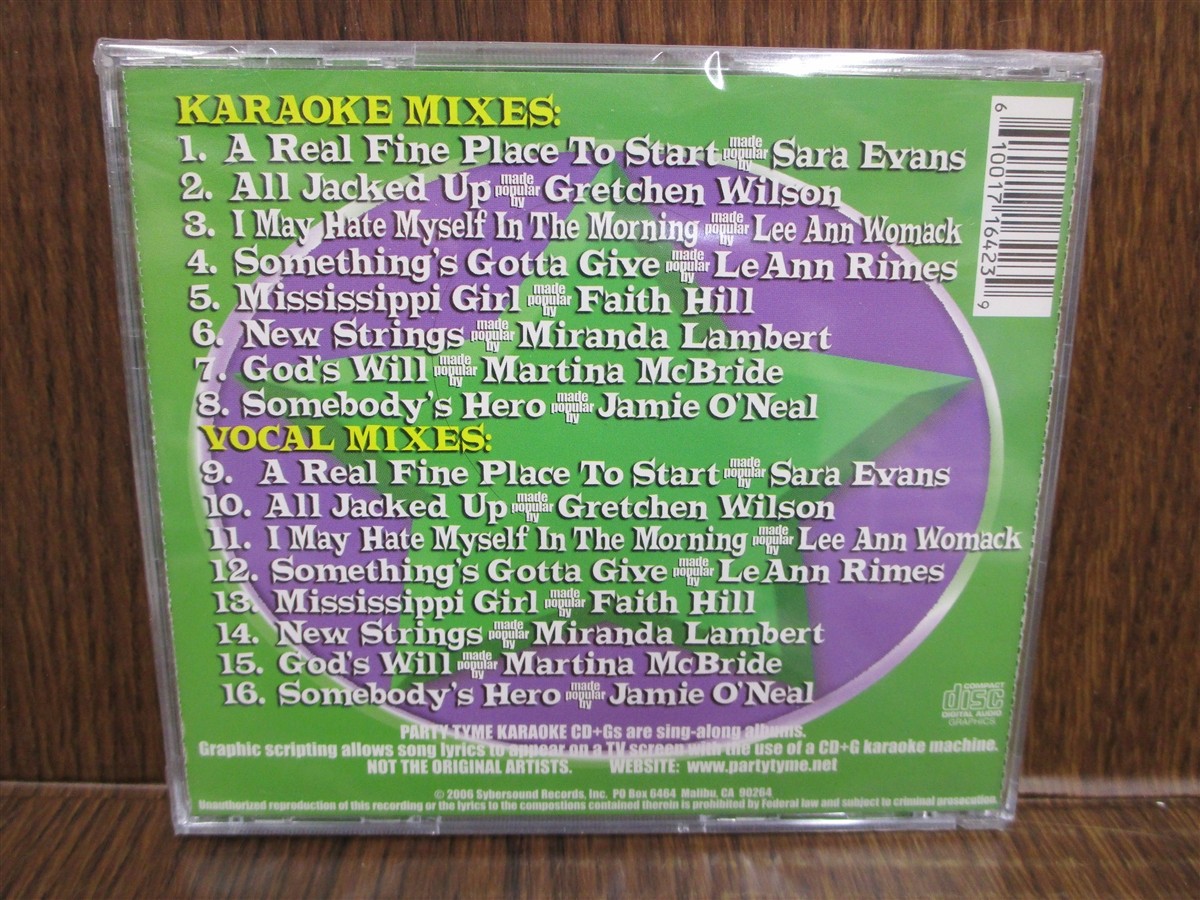 KARAOKE MIXES:
1. A Real Fine Place To Start made popular by Sara Evans
2. All Jacked Up made popular by Gretchen Wilson
3. I May Hate Myself In The Morning made popular by Lee Ann Womack
4. Something's Gotta Give made popular by LeAnn Rimes
5. Mississippi Girl made popular by Faith Hill
6. New Strings made popular by Miranda Lambert
7. God's Will made popular by Martina McBride
8. Somebody's Hero made popular by Jamie O'Neal
VOCAL MIXES:
9. A Real Fine Place To Start made popular by Sara Evans
10. All Jacked Up made popular by Gretchen Wilson
11. I May Hate Myself In The Morning made popular by Lee Ann Womack
12. Something's Gotta Give made popular by LeAnn Rimes
13. Mississippi Girl made popular by Faith Hill
14. New Strings made popular by Miranda Lambert
15. God's Will made popular by Martina McBride
16. Somebody's Hero made popular by Jamie O'Neal
6 10017 16423 9
COMPACT
disc
DIGITAL AUDIO
GRAPHICS
PARTY TYME KARAOKE CD+Gs are sing-along albums.
Graphic scripting allows song lyrics to appear on a TV screen with the use of a CD+G karaoke machine.
NOT THE ORIGINAL ARTISTS. WEBSITE: www.partytyme.net
© 2006 Sybersound Records, Inc. PO Box 6464 Malibu, CA 90264
Unauthorized reproduction of this recording or the lyrics to the compostions contained therein is prohibited by Federal law and subject to criminal prosecution.